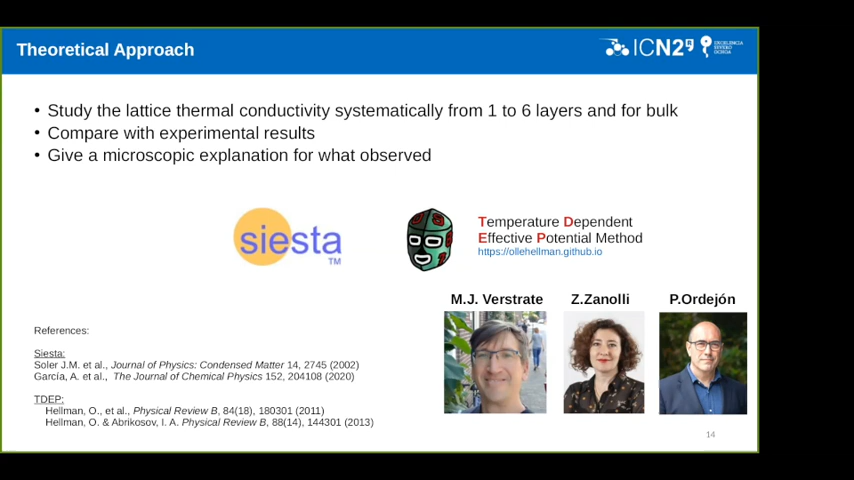 Theoretical Approach
ICN2
EXCELENCIA
SEVERO
OCHOA
• Study the lattice thermal conductivity systematically from 1 to 6 layers and for bulk
• Compare with experimental results
• Give a microscopic explanation for what observed
siesta
TM
Temperature Dependent
Effective Potential Method
https://ollehellman.github.io
M.J. Verstrate Z.Zanolli P.Ordejón
References:
Siesta:
Soler J.M. et al., Journal of Physics: Condensed Matter 14, 2745 (2002)
García, A. et al., The Journal of Chemical Physics 152, 204108 (2020)
TDEP:
Hellman, O., et al., Physical Review B, 84(18), 180301 (2011)
Hellman, O. & Abrikosov, I. A. Physical Review B, 88(14), 144301 (2013)
14